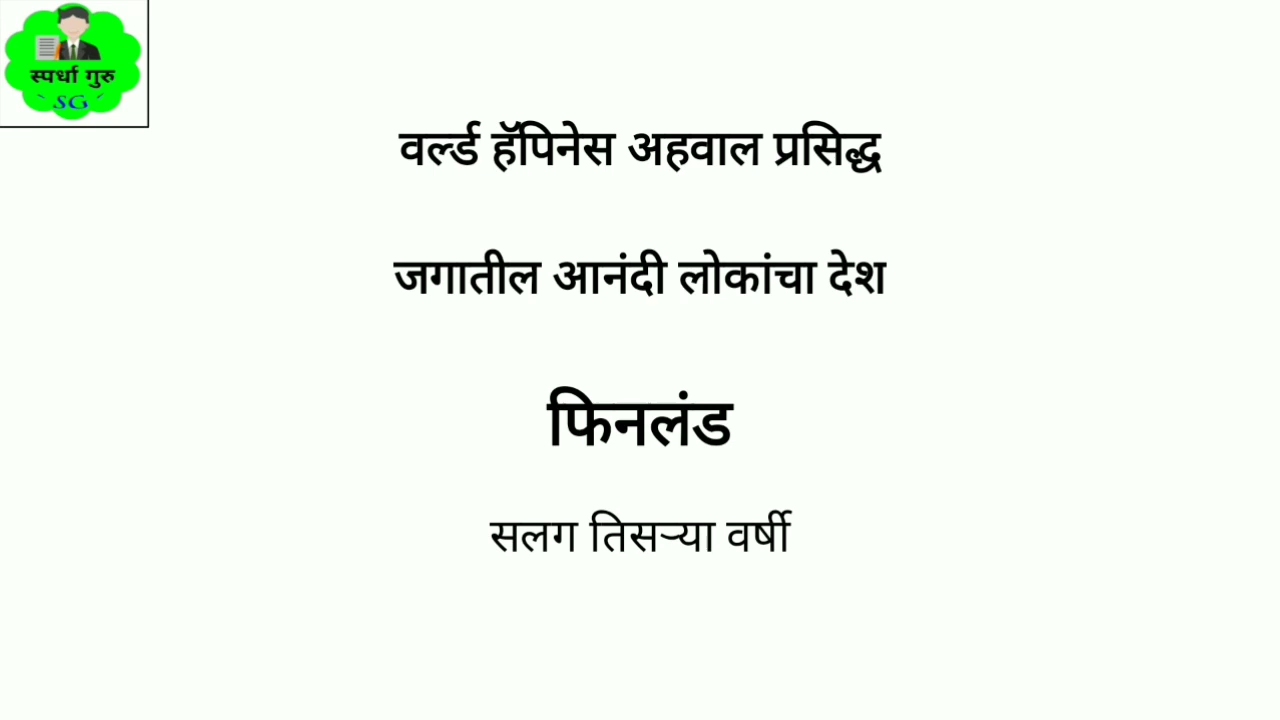 स्पर्धा गुरु
SG
वर्ल्ड हॅपिनेस अहवाल प्रसिद्ध
जगातील आनंदी लोकांचा देश
फिनलंड
सलग तिसऱ्या वर्षी